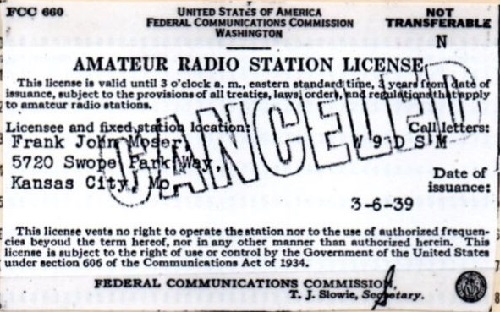 FCC 660
UNITED STATES OF AMERICA
FEDERAL COMMUNICATIONS COMMISSION
WASHINGTON
NOT
TRANSFERABLE
N
AMATEUR RADIO STATION LICENSE
This license is valid until 3 o'clock a. m., eastern standard time, 3 years from date of
issuance, subject to the provisions of all treaties, laws, orders, and regulations that apply
to amateur radio stations.
Licensee and fixed station location:
Call letters:
Frank John Moser,
W 9 D S M
5720 Swope Park Way,
Kansas City, Mo.
Date of
issuance:
3-6-39
CANCELED
This license vests no right to operate the station nor to the use of authorized frequen-
cies beyond the term hereof, nor in any other manner than authorized herein. This
license is subject to the right of use or control by the Government of the United States
under section 606 of the Communications Act of 1934.
FEDERAL COMMUNICATIONS COMMISSION,
T. J. Slowie, Secretary.